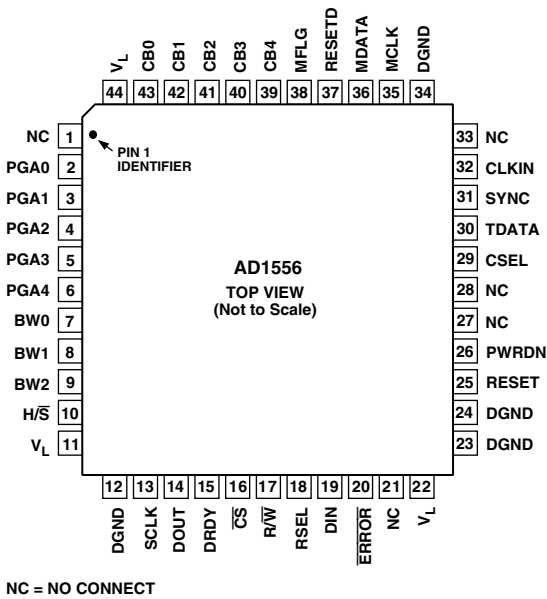 V_L CB0 CB1 CB2 CB3 CB4 MFLG RESETD MDATA MCLK DGND
44 43 42 41 40 39 38 37 36 35 34
NC 1
PGA0 2
PGA1 3
PGA2 4
PGA3 5
PGA4 6
BW0 7
BW1 8
BW2 9
H/S̅ 10
V_L 11
PIN 1
IDENTIFIER
AD1556
TOP VIEW
(Not to Scale)
33 NC
32 CLKIN
31 SYNC
30 TDATA
29 CSEL
28 NC
27 NC
26 PWRDN
25 RESET
24 DGND
23 DGND
12 13 14 15 16 17 18 19 20 21 22
DGND SCLK DOUT DRDY C̅S̅ R/W̅ RSEL DIN E̅R̅R̅O̅R̅ NC V_L
NC = NO CONNECT